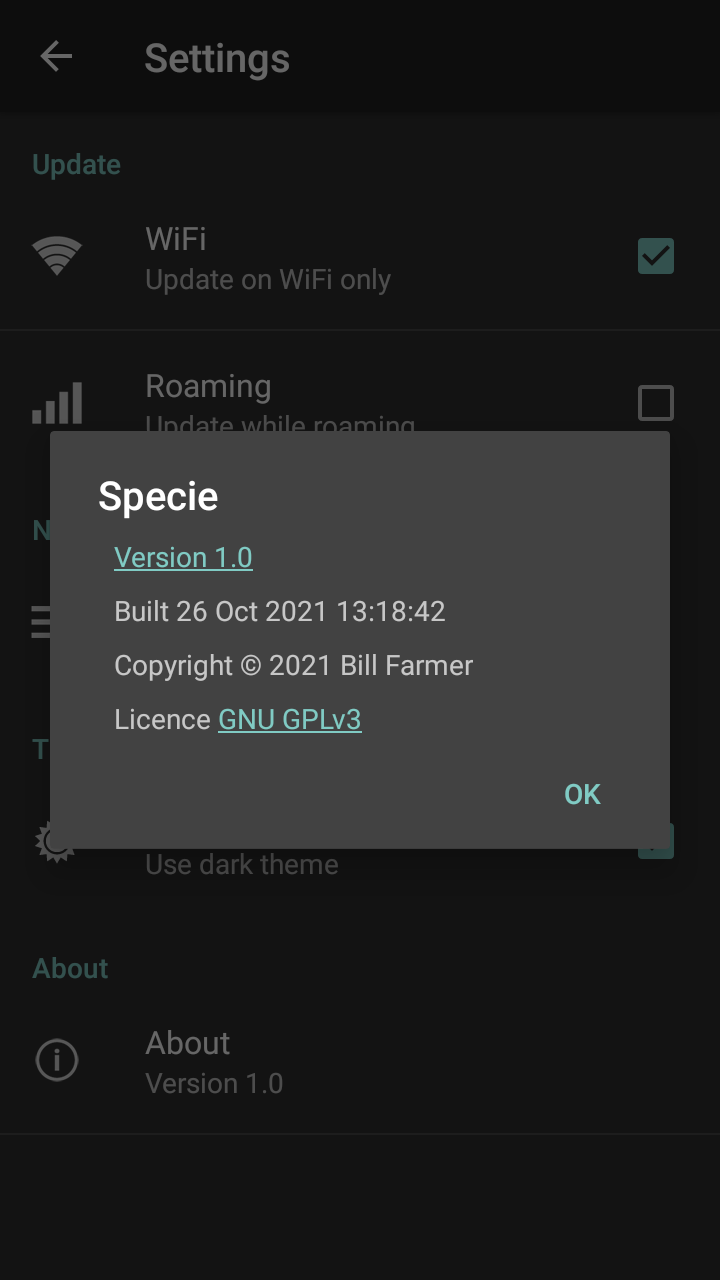 Settings
Update
WiFi
Update on WiFi only
Roaming
Update while roaming
Specie
Version 1.0
Built 26 Oct 2021 13:18:42
Copyright © 2021 Bill Farmer
Licence GNU GPLv3
OK
Use dark theme
About
About
Version 1.0